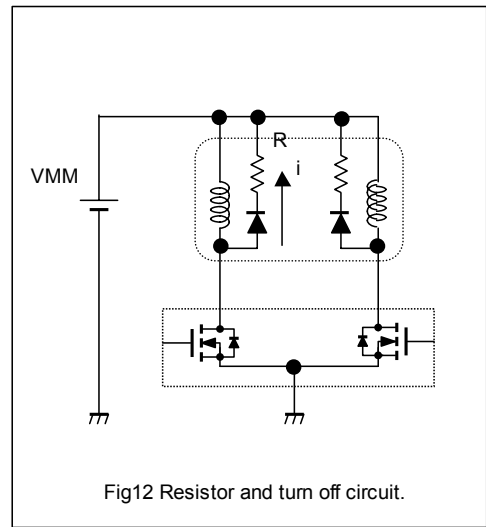 R
i
VMM
Fig12 Resistor and turn off circuit.